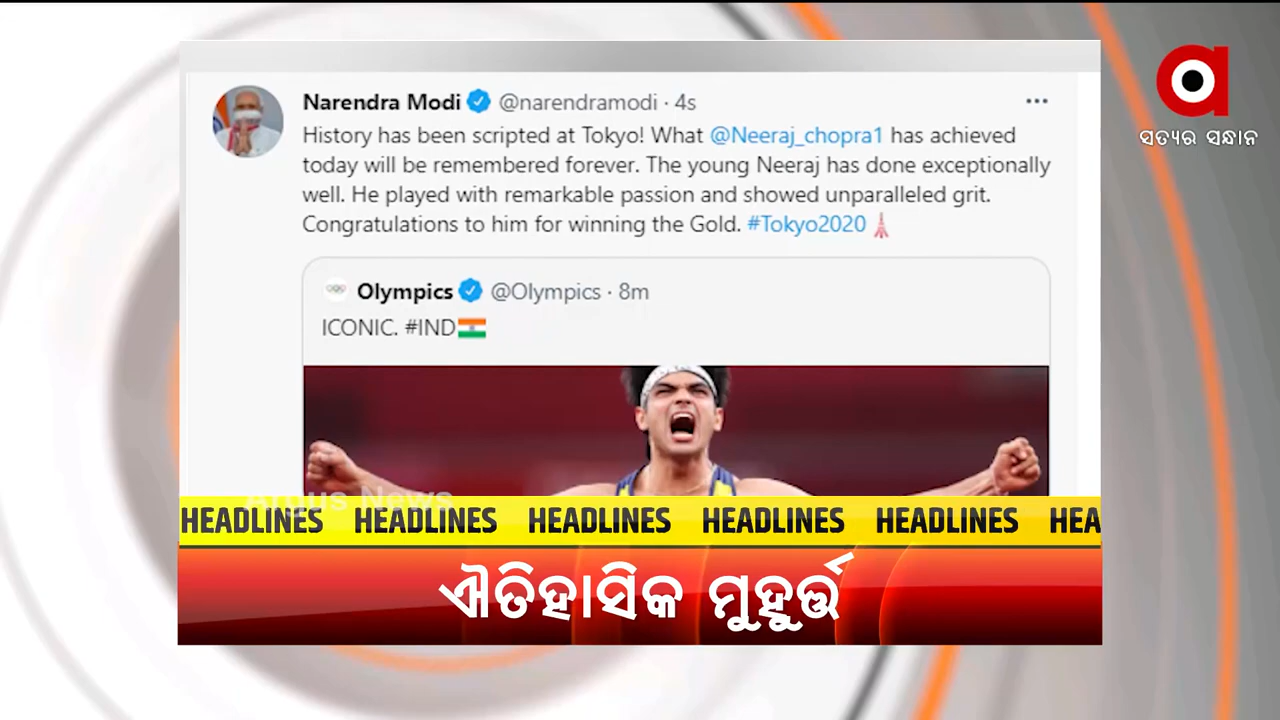 Narendra Modi @narendramodi · 4s
History has been scripted at Tokyo! What @Neeraj_chopra1 has achieved
today will be remembered forever. The young Neeraj has done exceptionally
well. He played with remarkable passion and showed unparalleled grit.
Congratulations to him for winning the Gold. #Tokyo2020
ସତ୍ୟର ସନ୍ଧାନ
Olympics @Olympics · 8m
ICONIC. #IND
Argus News
HEADLINES HEADLINES HEADLINES HEADLINES HEADLINES HEA
ଐତିହାସିକ ମୁହୂର୍ତ୍ତ